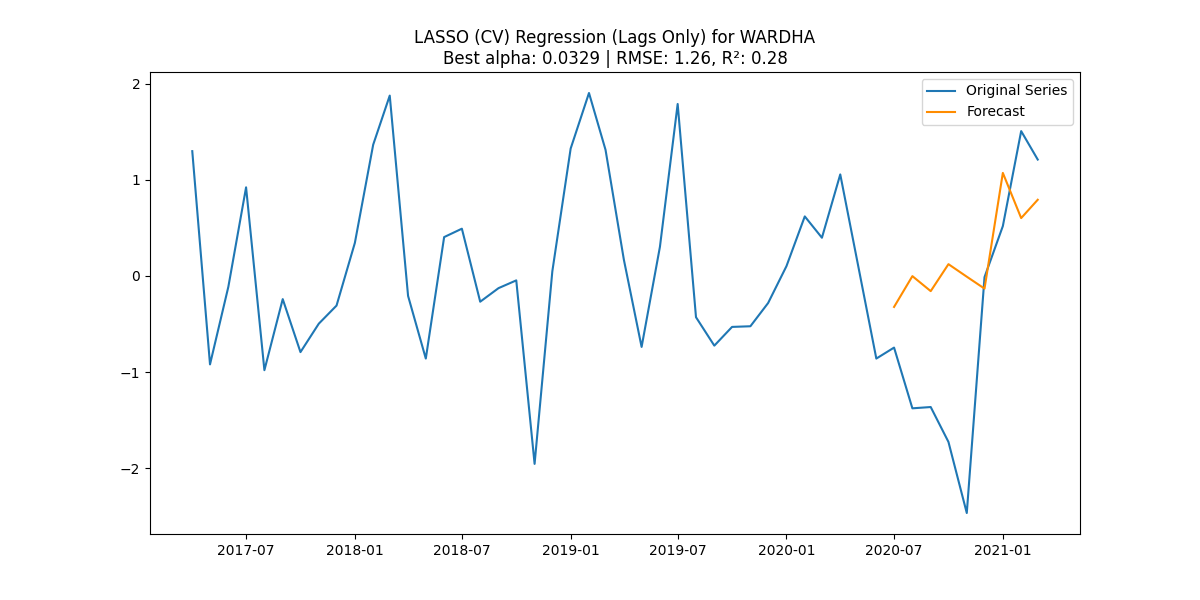 LASSO (CV) Regression (Lags Only) for WARDHA
Best alpha: 0.0329 | RMSE: 1.26, R²: 0.28
Original Series
Forecast
2
1
0
−1
−2
2017-07 2018-01 2018-07 2019-01 2019-07 2020-01 2020-07 2021-01